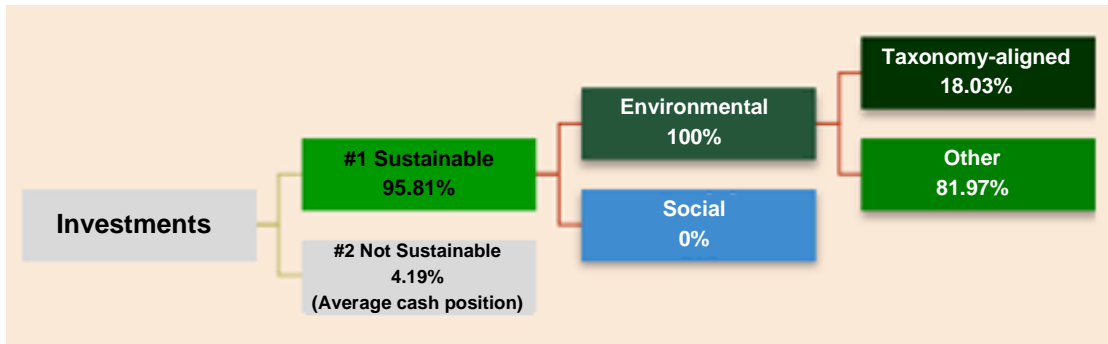 Investments
#1 Sustainable
95.81%
#2 Not Sustainable
4.19%
(Average cash position)
Environmental
100%
Social
0%
Taxonomy-aligned
18.03%
Other
81.97%